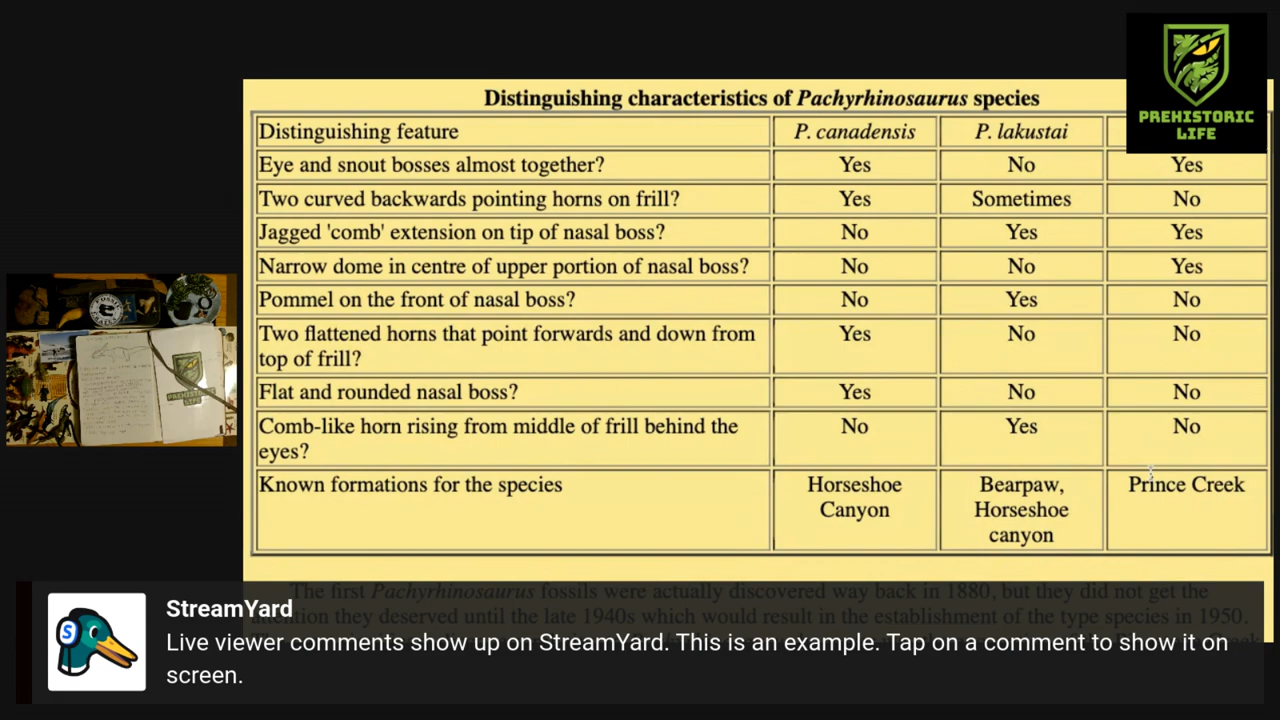 PREHISTORIC
LIFE
Distinguishing characteristics of Pachyrhinosaurus species
Distinguishing feature P. canadensis P. lakustai
Eye and snout bosses almost together? Yes No Yes
Two curved backwards pointing horns on frill? Yes Sometimes No
Jagged 'comb' extension on tip of nasal boss? No Yes Yes
Narrow dome in centre of upper portion of nasal boss? No No Yes
Pommel on the front of nasal boss? No Yes No
Two flattened horns that point forwards and down from
top of frill? Yes No No
Flat and rounded nasal boss? Yes No No
Comb-like horn rising from middle of frill behind the
eyes? No Yes No
Known formations for the species Horseshoe
Canyon Bearpaw,
Horseshoe
canyon Prince Creek
The first Pachyrhinosaurus fossils were actually discovered way back in 1880, but they did not get the
attention they deserved until the late 1940s which would result in the establishment of the type species in 1950.
StreamYard
Live viewer comments show up on StreamYard. This is an example. Tap on a comment to show it on
screen.
S
PREHISTORIC
LIFE